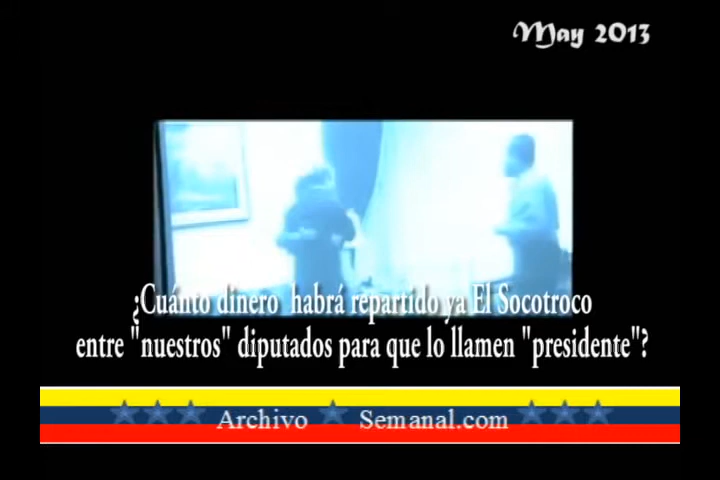 May 2013
¿Cuánto dinero habrá repartido ya El Socotroco
entre "nuestros" diputados para que lo llamen "presidente"?
Archivo Semanal.com